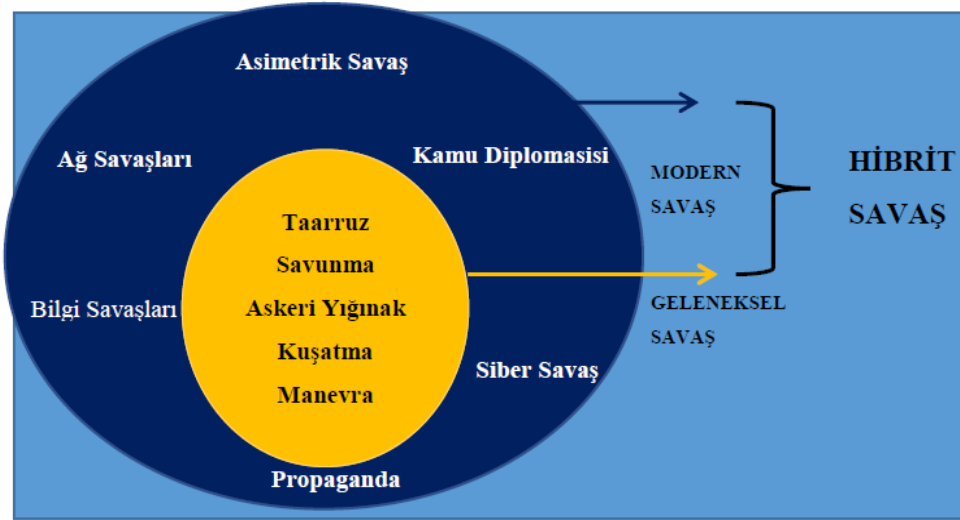 Asimetrik Savaş
Ağ Savaşları
Kamu Diplomasisi
Bilgi Savaşları
Siber Savaş
Propaganda
Taarruz
Savunma
Askeri Yığınak
Kuşatma
Manevra
MODERN
SAVAŞ
GELENEKSEL
SAVAŞ
HİBRİT
SAVAŞ